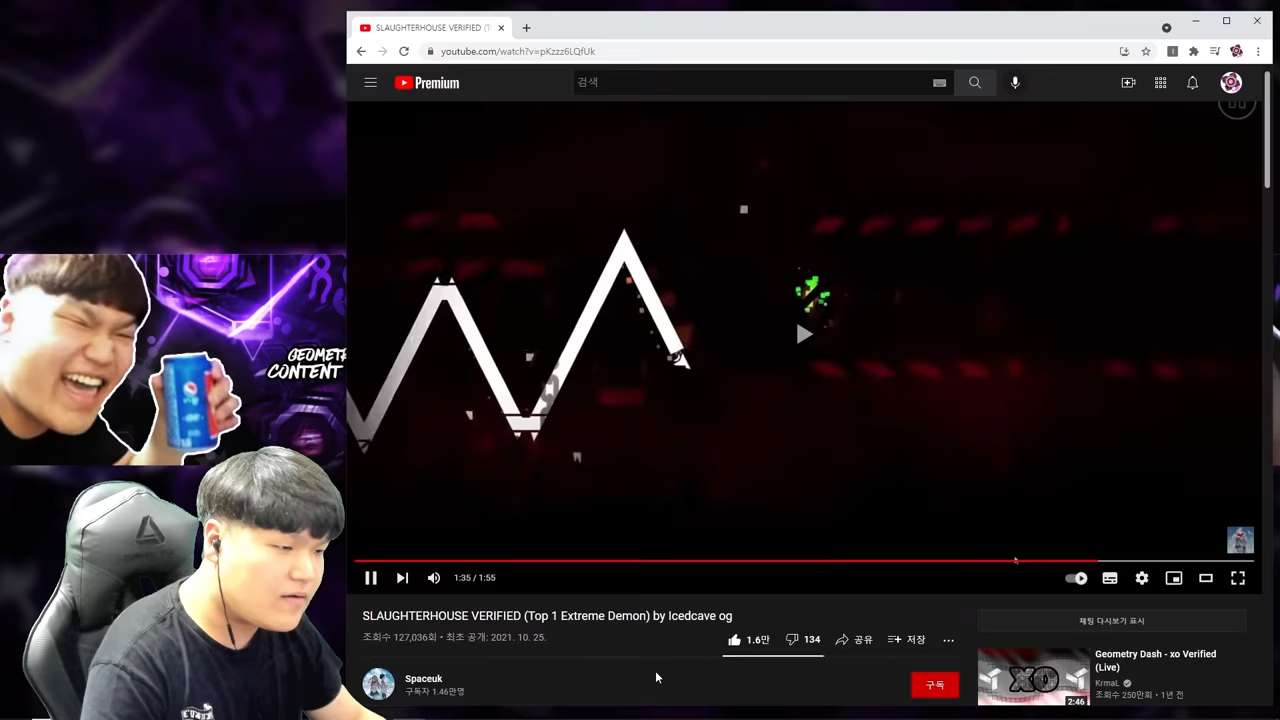 SLAUGHTERHOUSE VERIFIED (T
youtube.com/watch?v=pKzzz6LQfUk
Premium
검색
GEOMET
CONTENT
1:35 / 1:55
SLAUGHTERHOUSE VERIFIED (Top 1 Extreme Demon) by Icedcave og
조회수 127,036회 • 최초 공개: 2021. 10. 25.
1.6만
134
공유
저장
채팅 다시보기 표시
Spaceuk
구독자 1.46만명
구독
Geometry Dash - xo Verified
(Live)
KrmaL
조회수 250만회 • 1년 전
XO
2:46